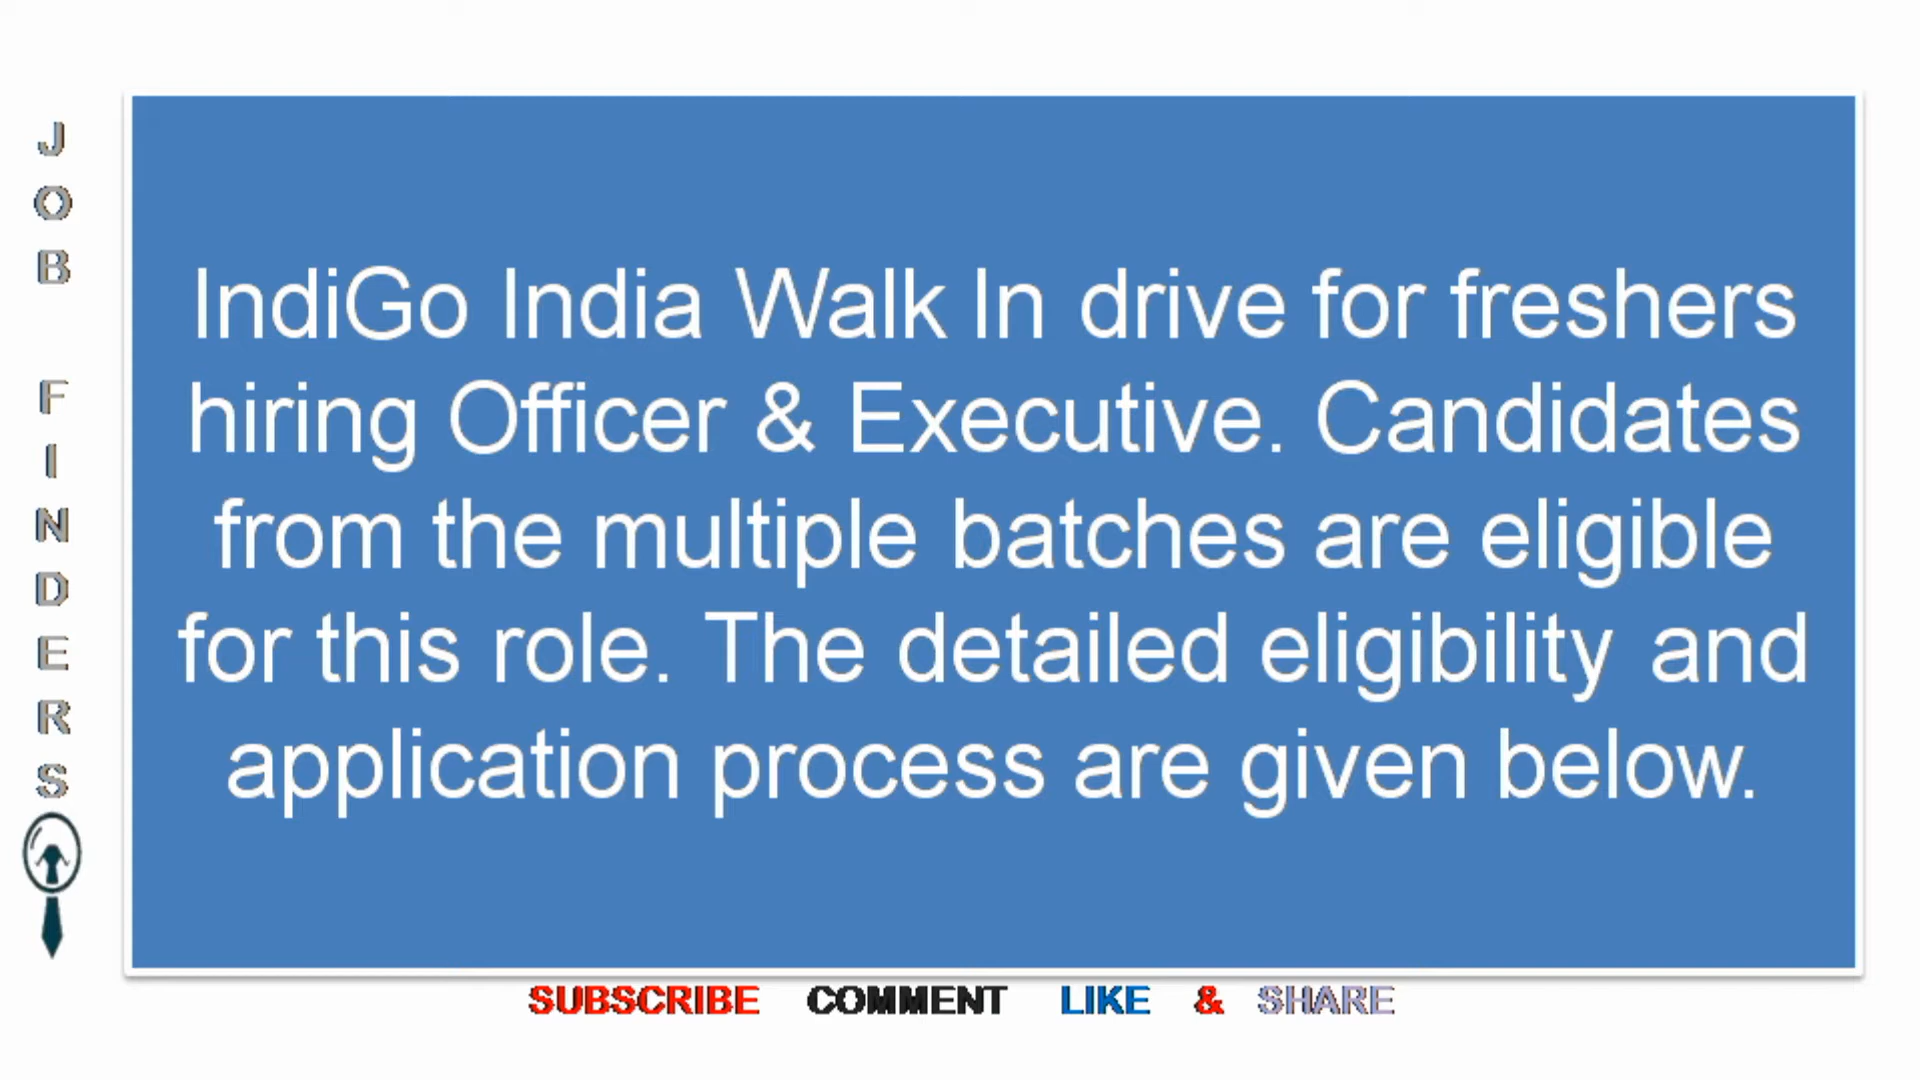 JOB FINDERS
IndiGo India Walk In drive for freshers
hiring Officer & Executive. Candidates
from the multiple batches are eligible
for this role. The detailed eligibility and
application process are given below.
SUBSCRIBE COMMENT LIKE & SHARE